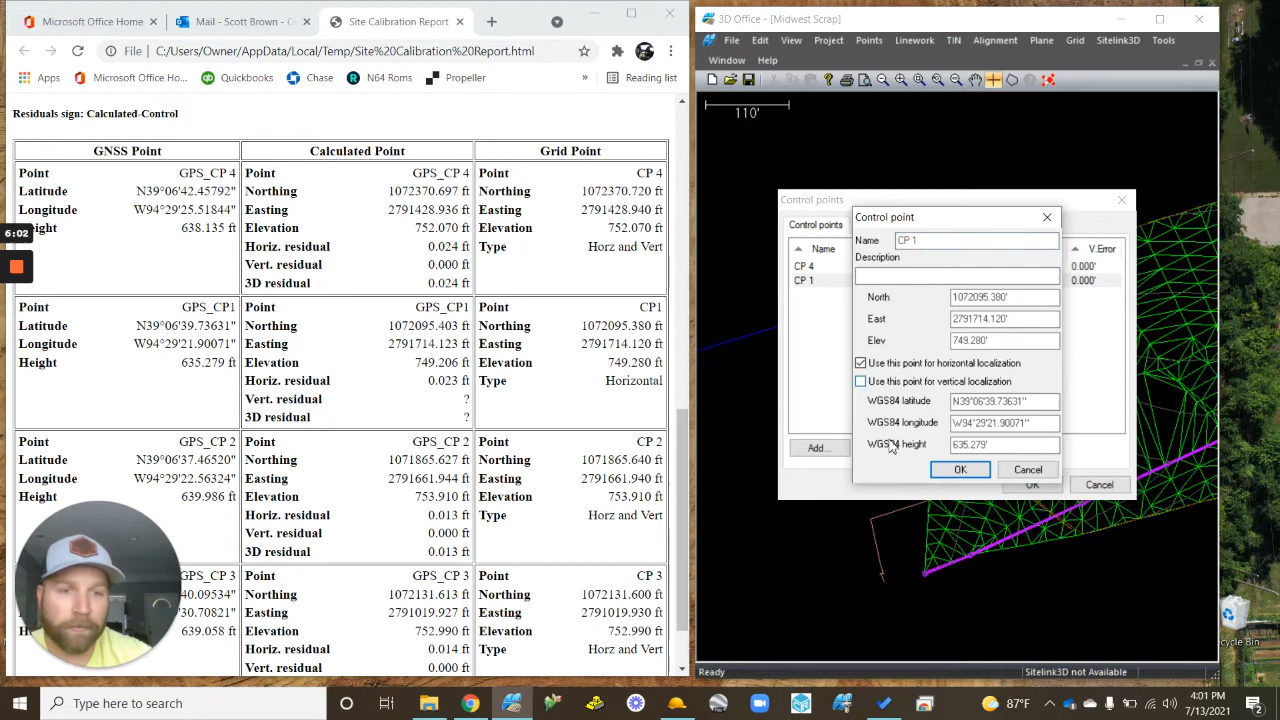 Microsoft Office Home
Mail - Scott Brown -
Site Calibration Report
3D Office - [Midwest Scrap]
File Edit View Project Points Linework TIN Alignment Plane Grid Sitelink3D Tools
Window Help
Apps Microsoft Office Ho... Quickbooks Chase N64 Roms Propeller » Reading list
110'
Residual sign: Calculated-Control
GNSS Point Calculated Point Grid Point
Point GPS_CP 4 Point GPS_CP 4 Point CP 4
Latitude N39°06'42.45792" Northing 1072370.697 ft Northing 1072370.720 ft
Longitude W94°29'25.51844" Easting 2791428.936 ft Easting 2791428.940 ft
638.135 ft Elevation 752.070 ft Elevation 752.070 ft
Horiz. residual 0.024 ft Type Horz and Vert
Vert. residual 0.000 ft
3D residual 0.024 ft
6:02
Point GPS_CP1 Point GPS_CP1 Point CP1
Latitude N39°06'39.73631" Northing 1072095.403 ft Northing 1072095.380 ft
Longitude W94°29'21.90071" Easting 2791714.123 ft Easting 2791714.120 ft
Height 635.279 ft Elevation 749.206 ft Elevation 749.280 ft
Horiz. residual 0.023 ft Type Horizontal
Vert. residual ?
3D residual ?
Point GPS_CP 2 Point GPS_CP 2 Point CP 2
Latitude N39°06'37.46520" Northing 1071865.627 ft Northing 1071865.640 ft
Easting 2791661.944 ft Easting 2791661.940 ft
Height 639.986 ft Elevation 753.910 ft Elevation 753.910 ft
Horiz. residual 0.013 ft Type Horz and Vert
Vert. residual 0.000 ft
3D residual 0.013 ft
GPS_CP 3 Point GPS_CP 3 Point CP 3
Northing 1072131.613 ft Northing 1072131.600 ft
°'30.70821" Easting 2791019.927 ft Easting 2791019.930 ft
639.058 ft Elevation 752.990 ft Elevation 752.990 ft
Horiz. residual 0.014 ft Type Horz and Vert
Vert. residual 0.000 ft
Control points
Control points
Name V.Error
CP 4 0.000'
CP 1 0.000'
Add...
OK Cancel
Control point
Name CP 1
Description
North 1072095.380'
East 2791714.120'
Elev 749.280'
Use this point for horizontal localization
Use this point for vertical localization
WGS84 latitude N39°06'39.73631"
WGS84 longitude W94°29'21.90071"
height 635.279'
OK Cancel
Ready Sitelink3D not Available
Type here to search
87°F
4:01 PM
7/13/2021
2